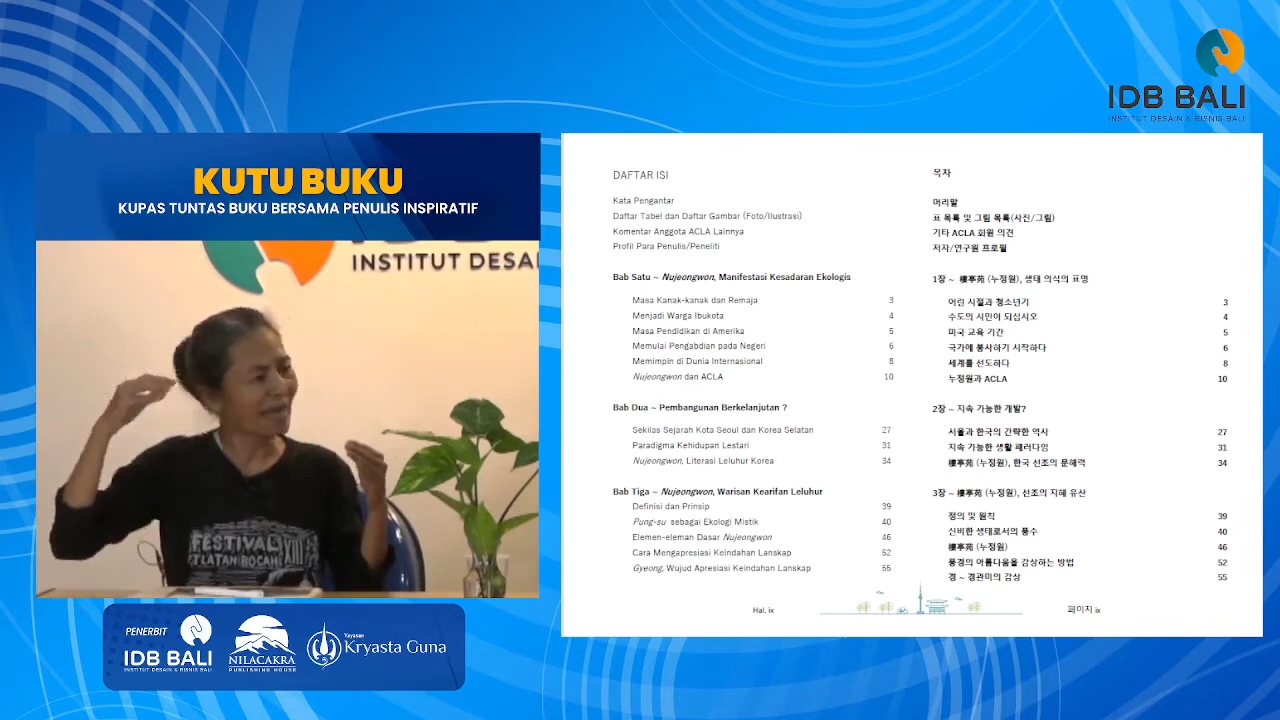 IDB BALI
INSTITUT DESAIN & BISNIS BALI
KUTU BUKU
KUPAS TUNTAS BUKU BERSAMA PENULIS INSPIRATIF
INSTITUT DESAI
FESTIVAL
TLATAH BOCAH XIII
PENERBIT
IDB BALI
INSTITUT DESAIN & BISNIS BALI
NILACAKRA
PUBLISHING HOUSE
Yayasan
Kryasta Guna
DAFTAR ISI
Kata Pengantar
Daftar Tabel dan Daftar Gambar (Foto/Ilustrasi)
Komentar Anggota ACLA Lainnya
Profil Para Penulis/Peneliti
Bab Satu ~ Nujeongwon, Manifestasi Kesadaran Ekologis
Masa Kanak-kanak dan Remaja 3
Menjadi Warga Ibukota 4
Masa Pendidikan di Amerika 5
Memulai Pengabdian pada Negeri 6
Memimpin di Dunia Internasional 8
Nujeongwon dan ACLA 10
Bab Dua ~ Pembangunan Berkelanjutan ?
Sekilas Sejarah Kota Seoul dan Korea Selatan 27
Paradigma Kehidupan Lestari 31
Nujeongwon, Literasi Leluhur Korea 34
Bab Tiga ~ Nujeongwon, Warisan Kearifan Leluhur
Definisi dan Prinsip 39
Pung-su sebagai Ekologi Mistik 40
Elemen-eleman Dasar Nujeongwon 46
Cara Mengapresiasi Keindahan Lanskap 52
Gyeong, Wujud Apresiasi Keindahan Lanskap 55
Hal. ix
목차
머리말
표 목록 및 그림 목록(사진/그림)
기타 ACLA 회원 의견
저자/연구원 프로필
1장 ~ 樓亭苑 (누정원), 생태 의식의 표명
어린 시절과 청소년기 3
수도의 시민이 되십시오 4
미국 교육 기간 5
국가에 봉사하기 시작하다 6
세계를 선도하다 8
누정원과 ACLA 10
2장 ~ 지속 가능한 개발?
서울과 한국의 간략한 역사 27
지속 가능한 생활 패러다임 31
樓亭苑 (누정원), 한국 선조의 문해력 34
3장 ~ 樓亭苑 (누정원), 선조의 지혜 유산
정의 및 원칙 39
신비한 생태로서의 풍수 40
樓亭苑 (누정원) 46
풍경의 아름다움을 감상하는 방법 52
경 ~ 경관미의 감상 55
페이지 ix